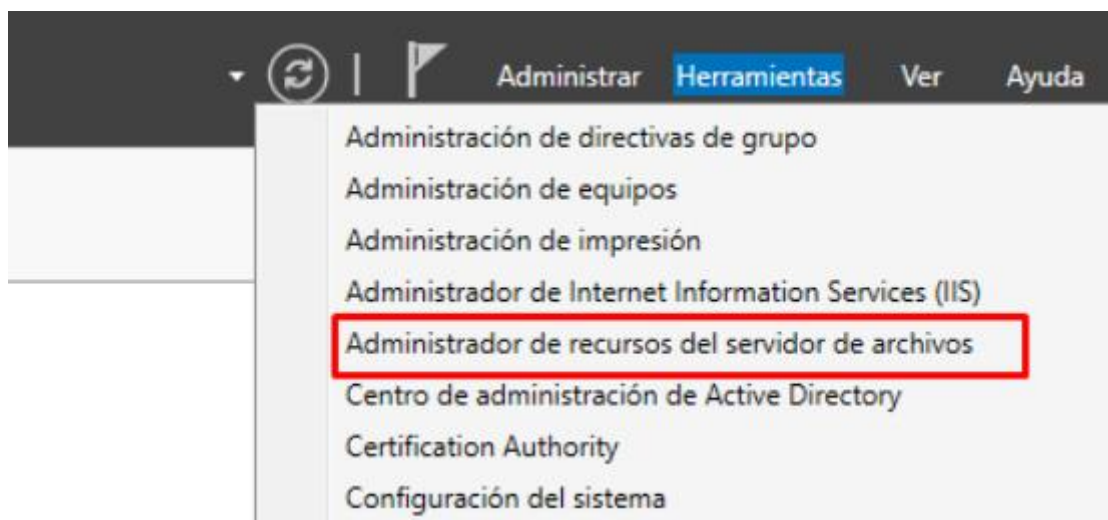 Administrar Herramientas Ver Ayuda
Administración de directivas de grupo
Administración de equipos
Administración de impresión
Administrador de Internet Information Services (IIS)
Administrador de recursos del servidor de archivos
Centro de administración de Active Directory
Certification Authority
Configuración del sistema